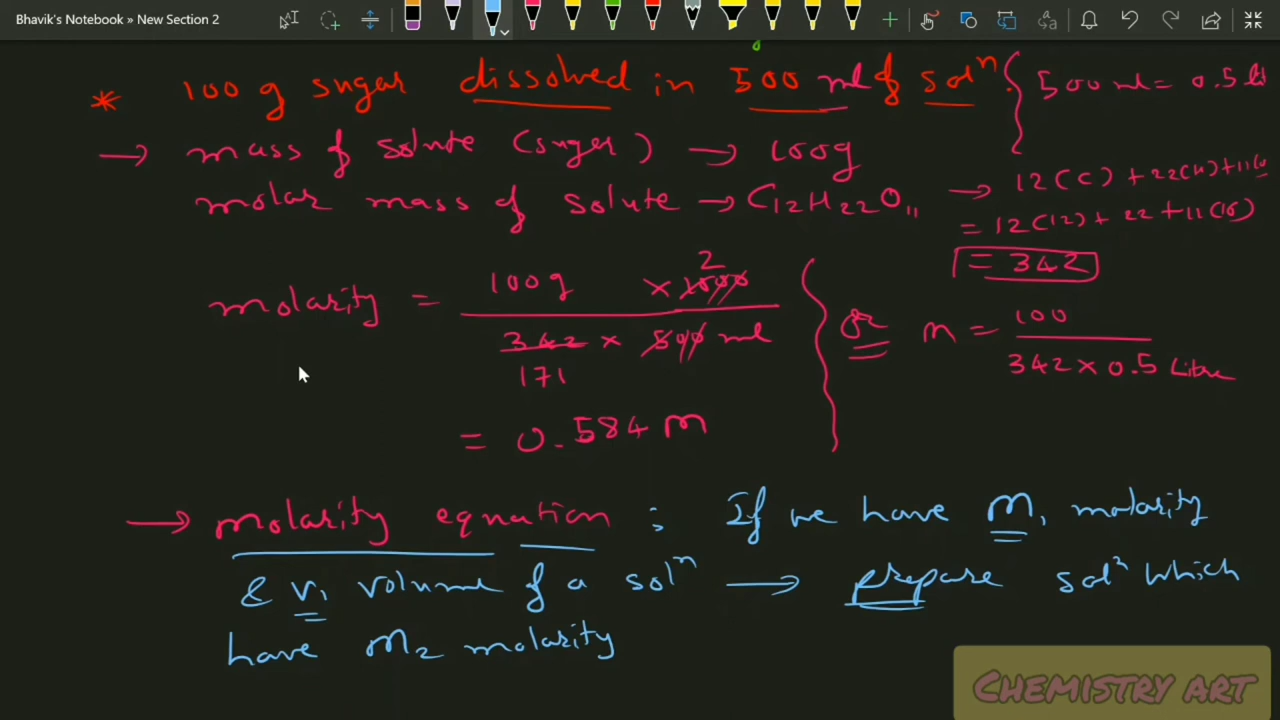 Bhavik's Notebook » New Section 2
* 100 g sugar dissolved in 500 ml of solⁿ. { 500 ml = 0.5 lit
→ mass of solute (suger) → 100g
molar mass of solute → C12H22O11 → 12(C) + 22(H) + 11(O
= 12(12) + 22 + 11(16)
= 342
molarity = 100g × 1000 2 / 342 × 500 ml 171 } or m = 100 / 342 × 0.5 Litre
= 0.584 M
→ molarity equation : If we have M1 molarity
& V1 volume of a solⁿ → prepare solⁿ which
have M2 molarity
CHEMISTRY ART